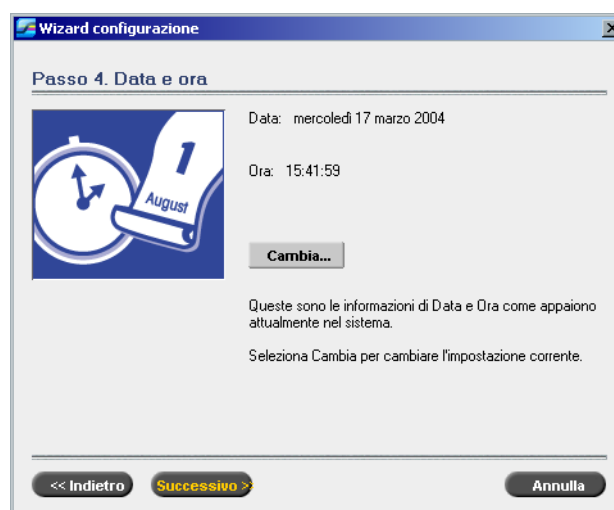 Wizard configurazione
Passo 4. Data e ora
1
August
Data: mercoledì 17 marzo 2004
Ora: 15:41:59
Cambia...
Queste sono le informazioni di Data e Ora come appaiono
attualmente nel sistema.
Seleziona Cambia per cambiare l'impostazione corrente.
<< Indietro
Successivo >>
Annulla